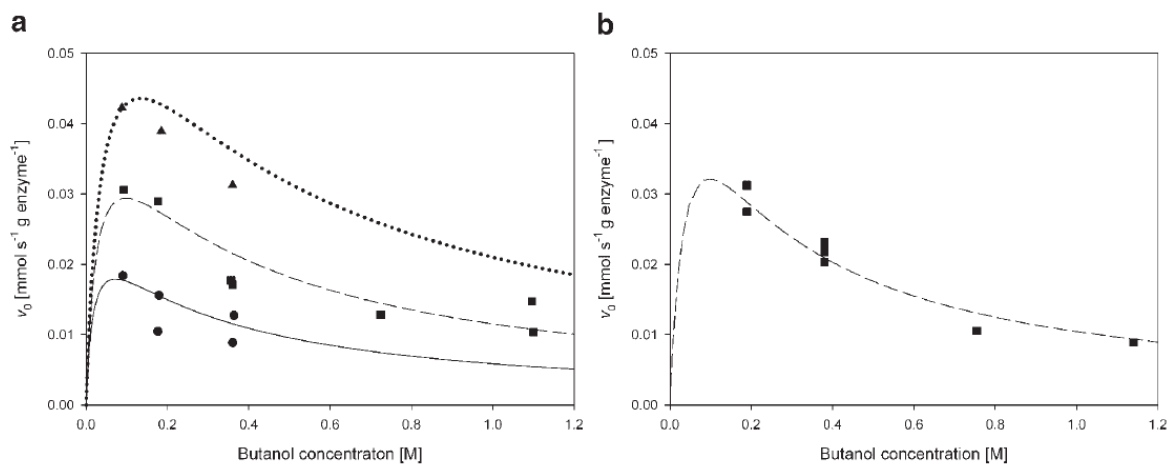 a
0.05
0.04
0.03
0.02
0.01
0.00
v0 [mmol s⁻¹ g enzyme⁻¹]
0.0 0.2 0.4 0.6 0.8 1.0 1.2
Butanol concentraton [M]
b
0.05
0.04
0.03
0.02
0.01
0.00
v0 [mmol s⁻¹ g enzyme⁻¹]
0.0 0.2 0.4 0.6 0.8 1.0 1.2
Butanol concentration [M]